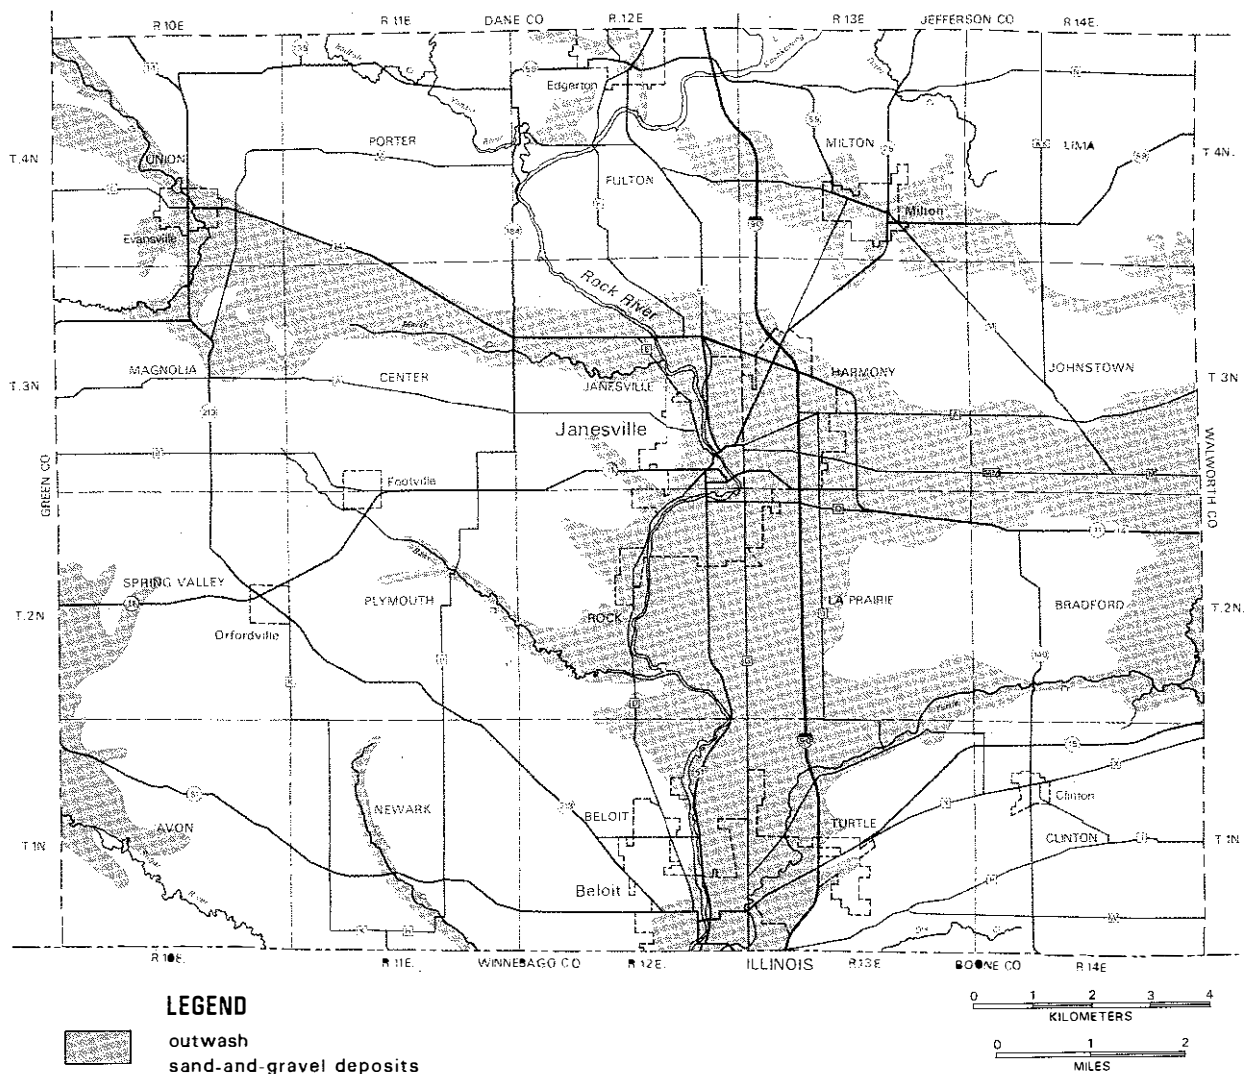 R 10E R 11E DANE CO R.12E R 13E JEFFERSON CO R 14E.
Edgerton
PORTER MILTON LIMA
T.4N UNION FULTON T 4N.
Milton
Evansville
Rock River
MAGNOLIA CENTER JANESVILLE HARMONY JOHNSTOWN
T.3N T 3N
Janesville
GREEN CO
WALWORTH CO
Footville
SPRING VALLEY PLYMOUTH ROCK LA PRAIRIE BRADFORD
T.2N T.2N.
Orfordville
Turtle
AVON NEWARK BELOIT TURTLE Clinton
T 1N CLINTON T 1N
Beloit
R 10E. R 11E. WINNEBAGO CO R 12E. ILLINOIS R13E BOONE CO R 14E
LEGEND
outwash
sand-and-gravel deposits
0 1 2 3 4
KILOMETERS
0 1 2
MILES